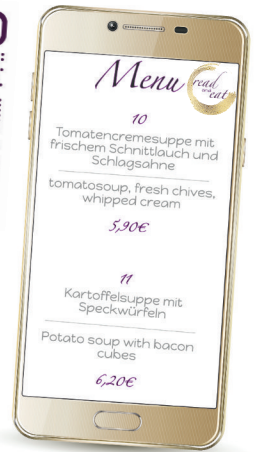 Menu
read
and
eat
10
Tomatencremesuppe mit
frischem Schnittlauch und
Schlagsahne
tomatosoup, fresh chives,
whipped cream
5,90€
11
Kartoffelsuppe mit
Speckwürfeln
Potato soup with bacon
cubes
6,20€